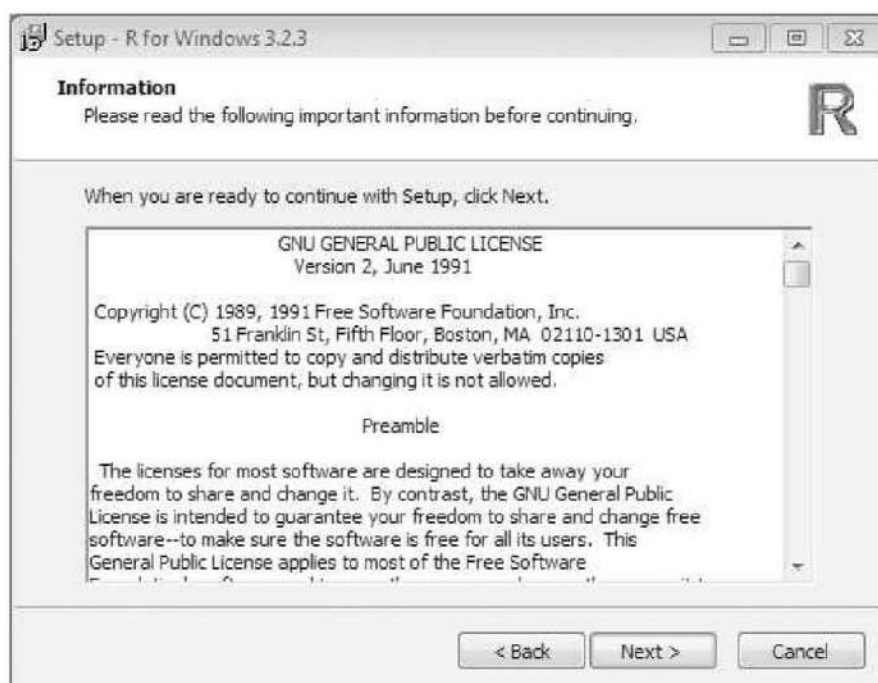 Setup - R for Windows 3.2.3
Information
Please read the following important information before continuing.
R
When you are ready to continue with Setup, click Next.
GNU GENERAL PUBLIC LICENSE
Version 2, June 1991
Copyright (C) 1989, 1991 Free Software Foundation, Inc.
51 Franklin St, Fifth Floor, Boston, MA 02110-1301 USA
Everyone is permitted to copy and distribute verbatim copies
of this license document, but changing it is not allowed.
Preamble
The licenses for most software are designed to take away your
freedom to share and change it. By contrast, the GNU General Public
License is intended to guarantee your freedom to share and change free
software--to make sure the software is free for all its users. This
General Public License applies to most of the Free Software
< Back
Next >
Cancel